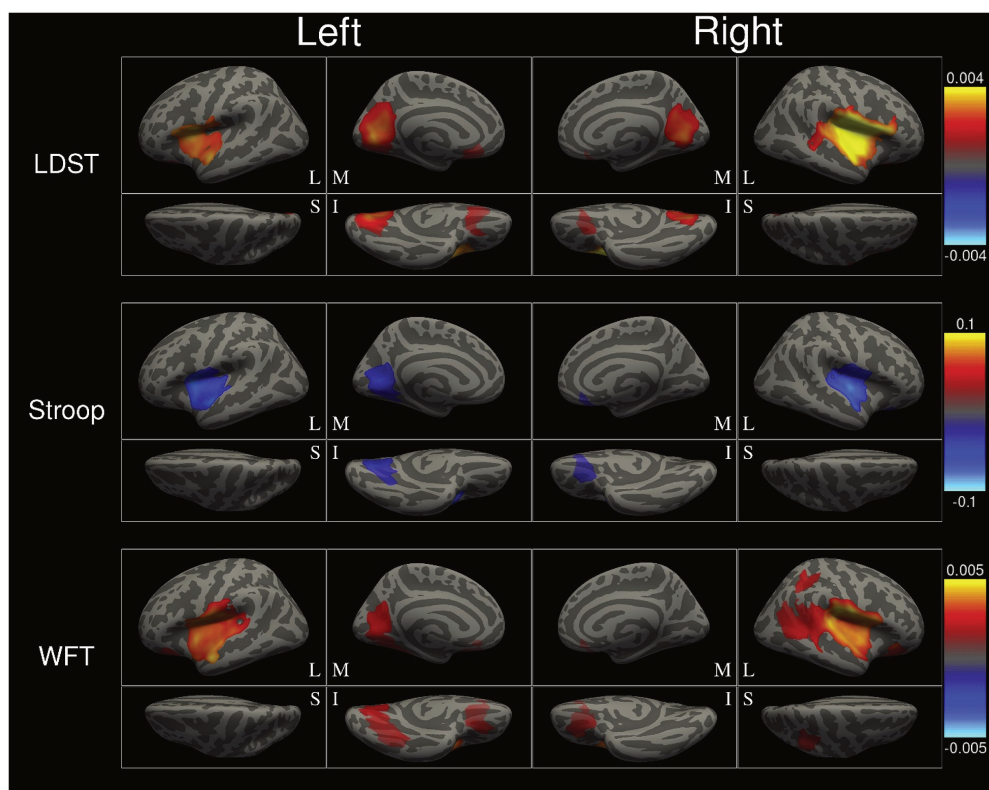 Left Right
LDST
L M M L
S I I S
0.004
-0.004
Stroop
L M M L
S I I S
0.1
-0.1
WFT
L M M L
S I I S
0.005
-0.005